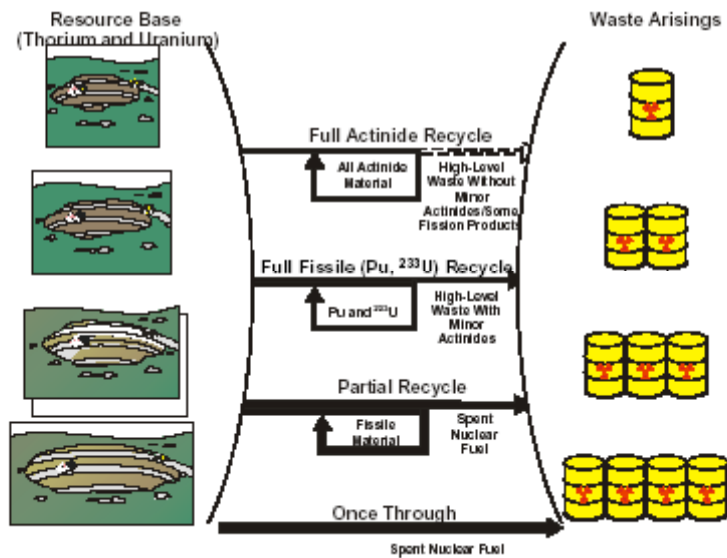 Resource Base
(Thorium and Uranium)
Waste Arisings
Full Actinide Recycle
All Actinide
Material
High-Level
Waste Without
Minor
Actinides/Some
Fission Products
Full Fissile (Pu, ²³³U) Recycle
Pu and ²³³U
High-Level
Waste With
Minor
Actinides
Partial Recycle
Fissile
Material
Spent
Nuclear
Fuel
Once Through
Spent Nuclear Fuel